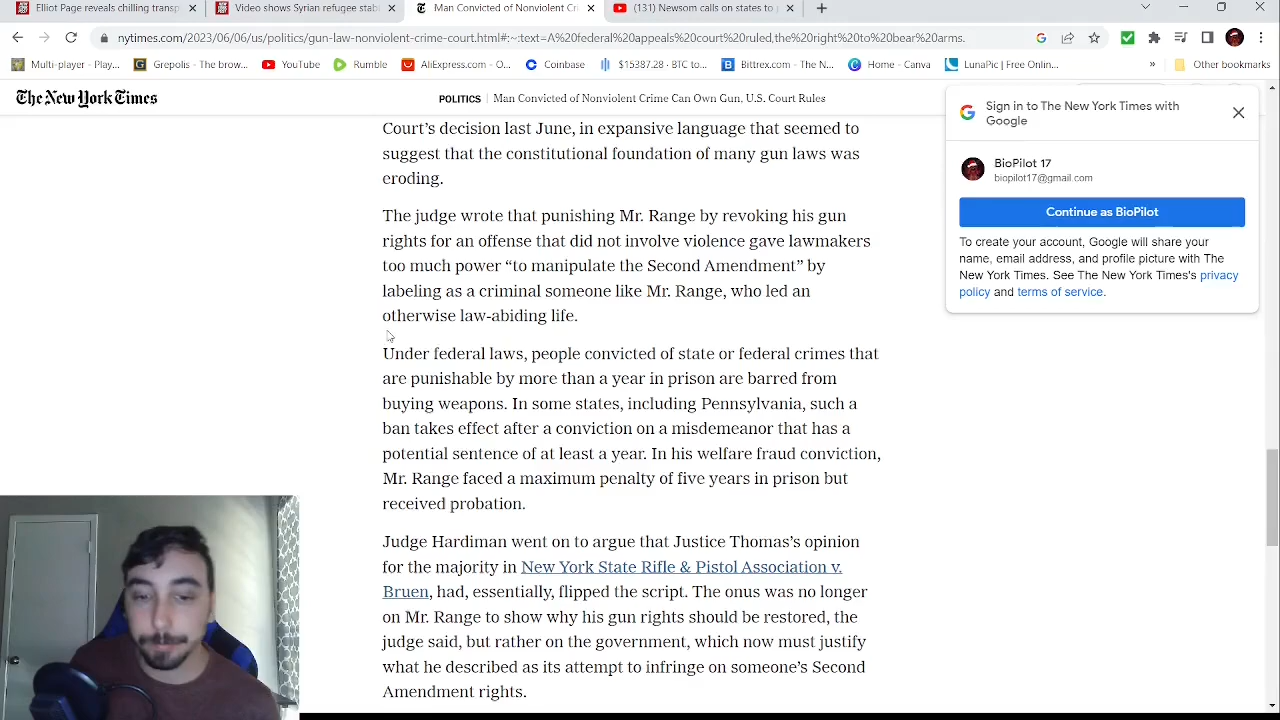 Elliot Page reveals chilling transp
Video shows Syrian refugee stab
Man Convicted of Nonviolent Cri
(131) Newsom calls on states to
nytimes.com/2023/06/06/us/politics/gun-law-nonviolent-crime-court.html#:~:text=A%20federal%20appeals%20court%20ruled,the%20right%20to%20bear%20arms.
Multi-player - Play...
Grepolis - The brow...
YouTube
Rumble
AliExpress.com - O...
Coinbase
$15387.28 - BTC to...
Bittrex.com - The N...
Home - Canva
LunaPic | Free Onlin...
»
Other bookmarks
The New York Times
POLITICS | Man Convicted of Nonviolent Crime Can Own Gun, U.S. Court Rules
Court's decision last June, in expansive language that seemed to
suggest that the constitutional foundation of many gun laws was
eroding.
The judge wrote that punishing Mr. Range by revoking his gun
rights for an offense that did not involve violence gave lawmakers
too much power “to manipulate the Second Amendment” by
labeling as a criminal someone like Mr. Range, who led an
otherwise law-abiding life.
Under federal laws, people convicted of state or federal crimes that
are punishable by more than a year in prison are barred from
buying weapons. In some states, including Pennsylvania, such a
ban takes effect after a conviction on a misdemeanor that has a
potential sentence of at least a year. In his welfare fraud conviction,
Mr. Range faced a maximum penalty of five years in prison but
received probation.
Judge Hardiman went on to argue that Justice Thomas's opinion
for the majority in New York State Rifle & Pistol Association v.
Bruen, had, essentially, flipped the script. The onus was no longer
on Mr. Range to show why his gun rights should be restored, the
judge said, but rather on the government, which now must justify
what he described as its attempt to infringe on someone's Second
Amendment rights.
Sign in to The New York Times with
Google
BioPilot 17
biopilot17@gmail.com
Continue as BioPilot
To create your account, Google will share your
name, email address, and profile picture with The
New York Times. See The New York Times's privacy
policy and terms of service.